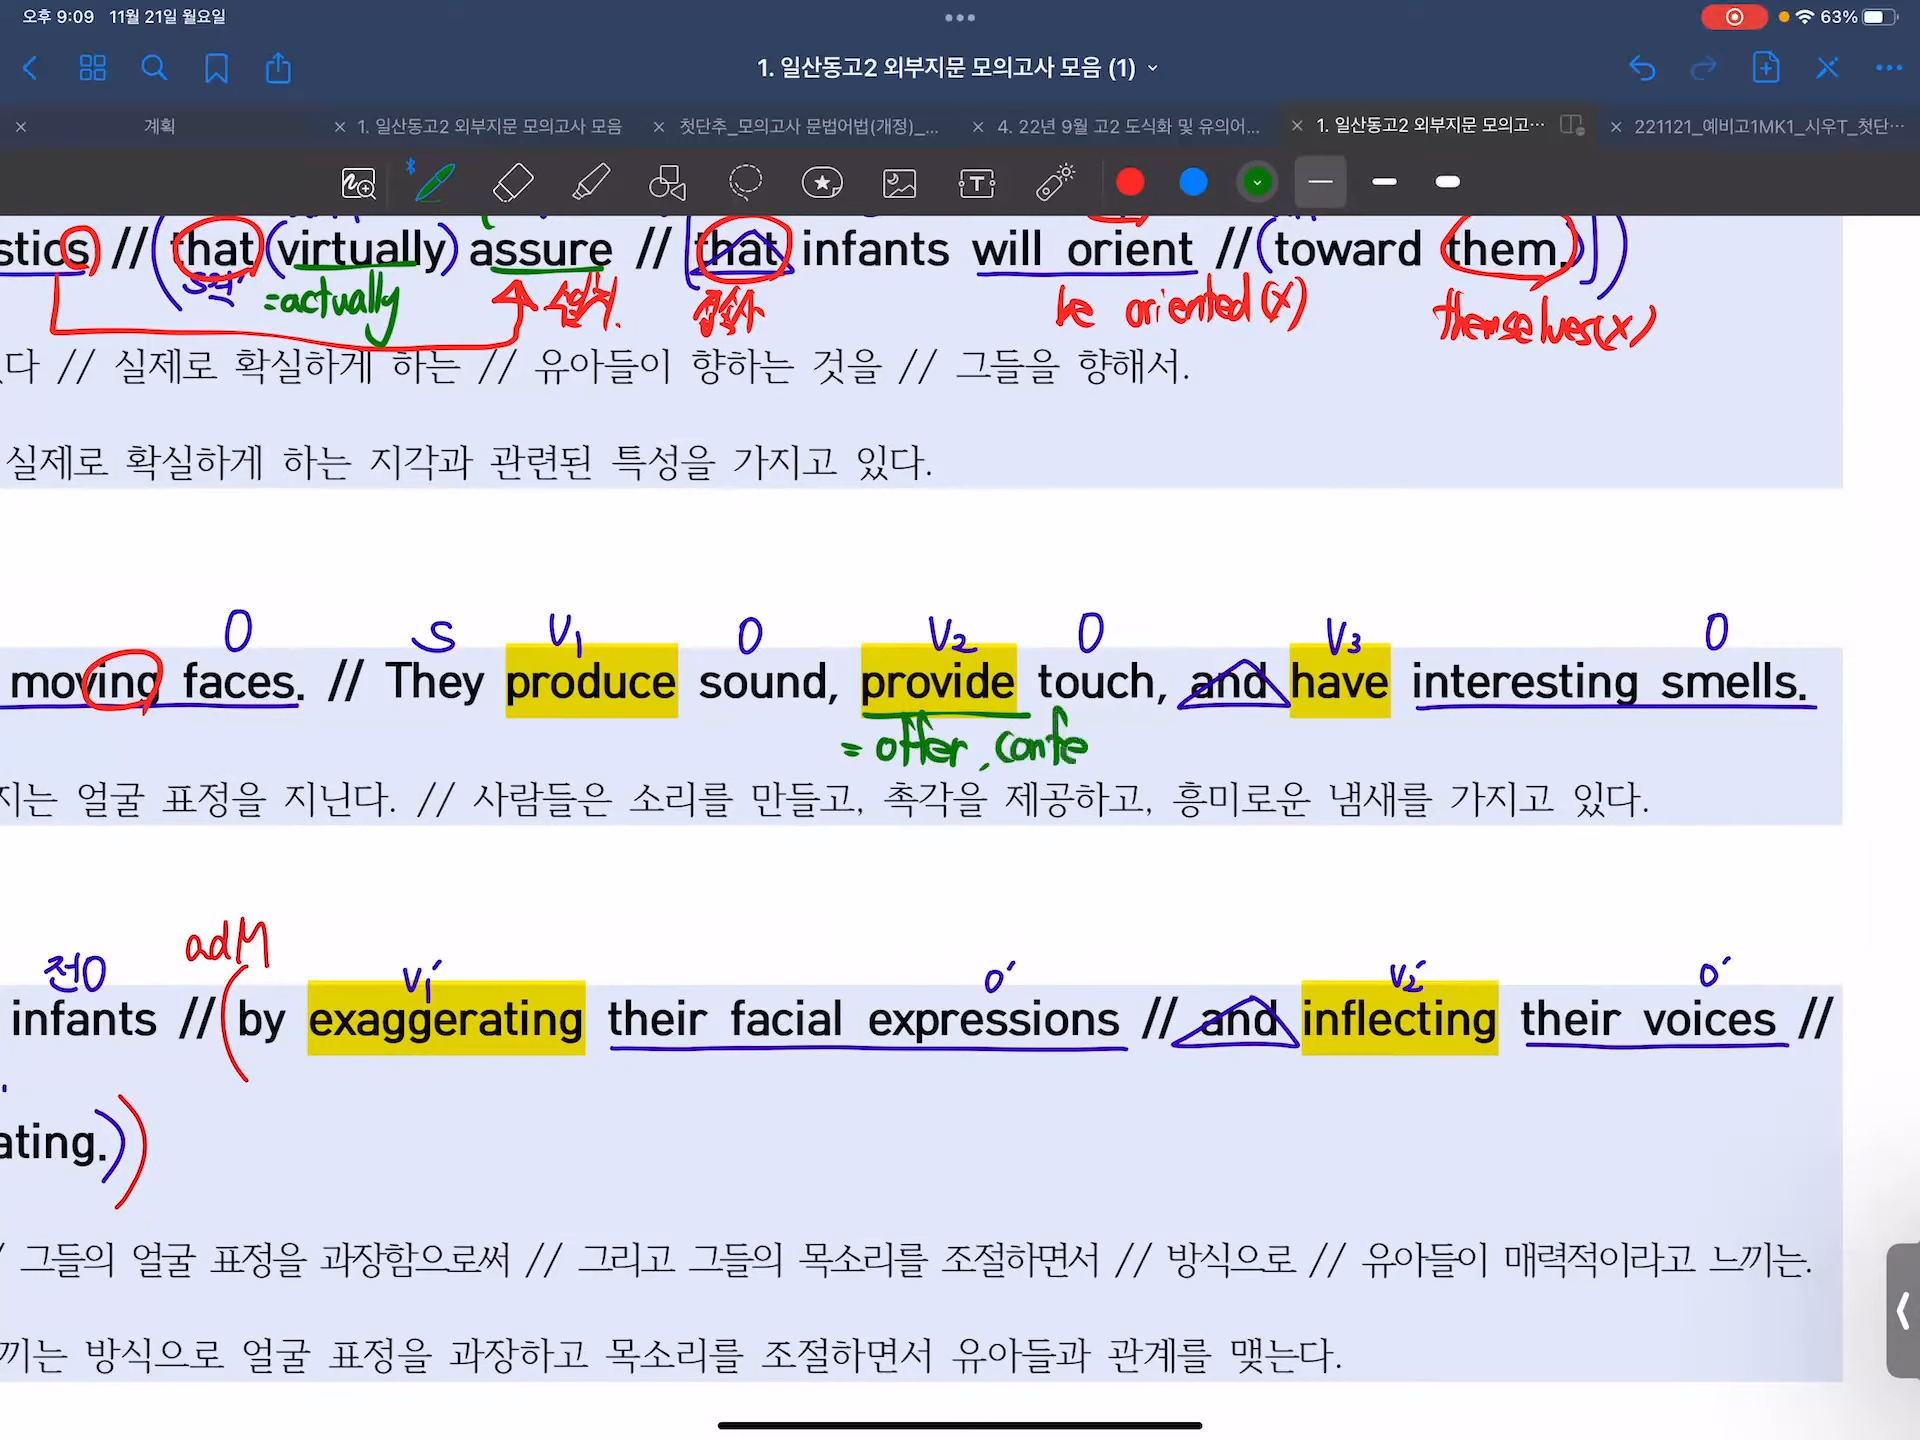 오후 9:09 11월 21일 월요일
63%
1. 일산동고2 외부지문 모의고사 모음 (1)
계획
1. 일산동고2 외부지문 모의고사 모음
첫단추_모의고사 문법어법(개정)_...
4. 22년 9월 고2 도식화 및 유의어...
1. 일산동고2 외부지문 모의고...
221121_예비고1MK1_시우T_첫단...
stics // (that (virtually) assure // [that infants will orient // (toward them.)])
=actually 수일치. 접속사 be oriented(x) themselves(x)
다 // 실제로 확실하게 하는 // 유아들이 향하는 것을 // 그들을 향해서.
실제로 확실하게 하는 지각과 관련된 특성을 가지고 있다.
O S V1 O V2 O V3 O
moving faces. // They produce sound, provide touch, and have interesting smells.
= offer, confe
지는 얼굴 표정을 지닌다. // 사람들은 소리를 만들고, 촉각을 제공하고, 흥미로운 냄새를 가지고 있다.
adM
전O V1' O' V2' O'
infants // (by exaggerating their facial expressions // and inflecting their voices //
ating.))
/ 그들의 얼굴 표정을 과장함으로써 // 그리고 그들의 목소리를 조절하면서 // 방식으로 // 유아들이 매력적이라고 느끼는.
끼는 방식으로 얼굴 표정을 과장하고 목소리를 조절하면서 유아들과 관계를 맺는다.